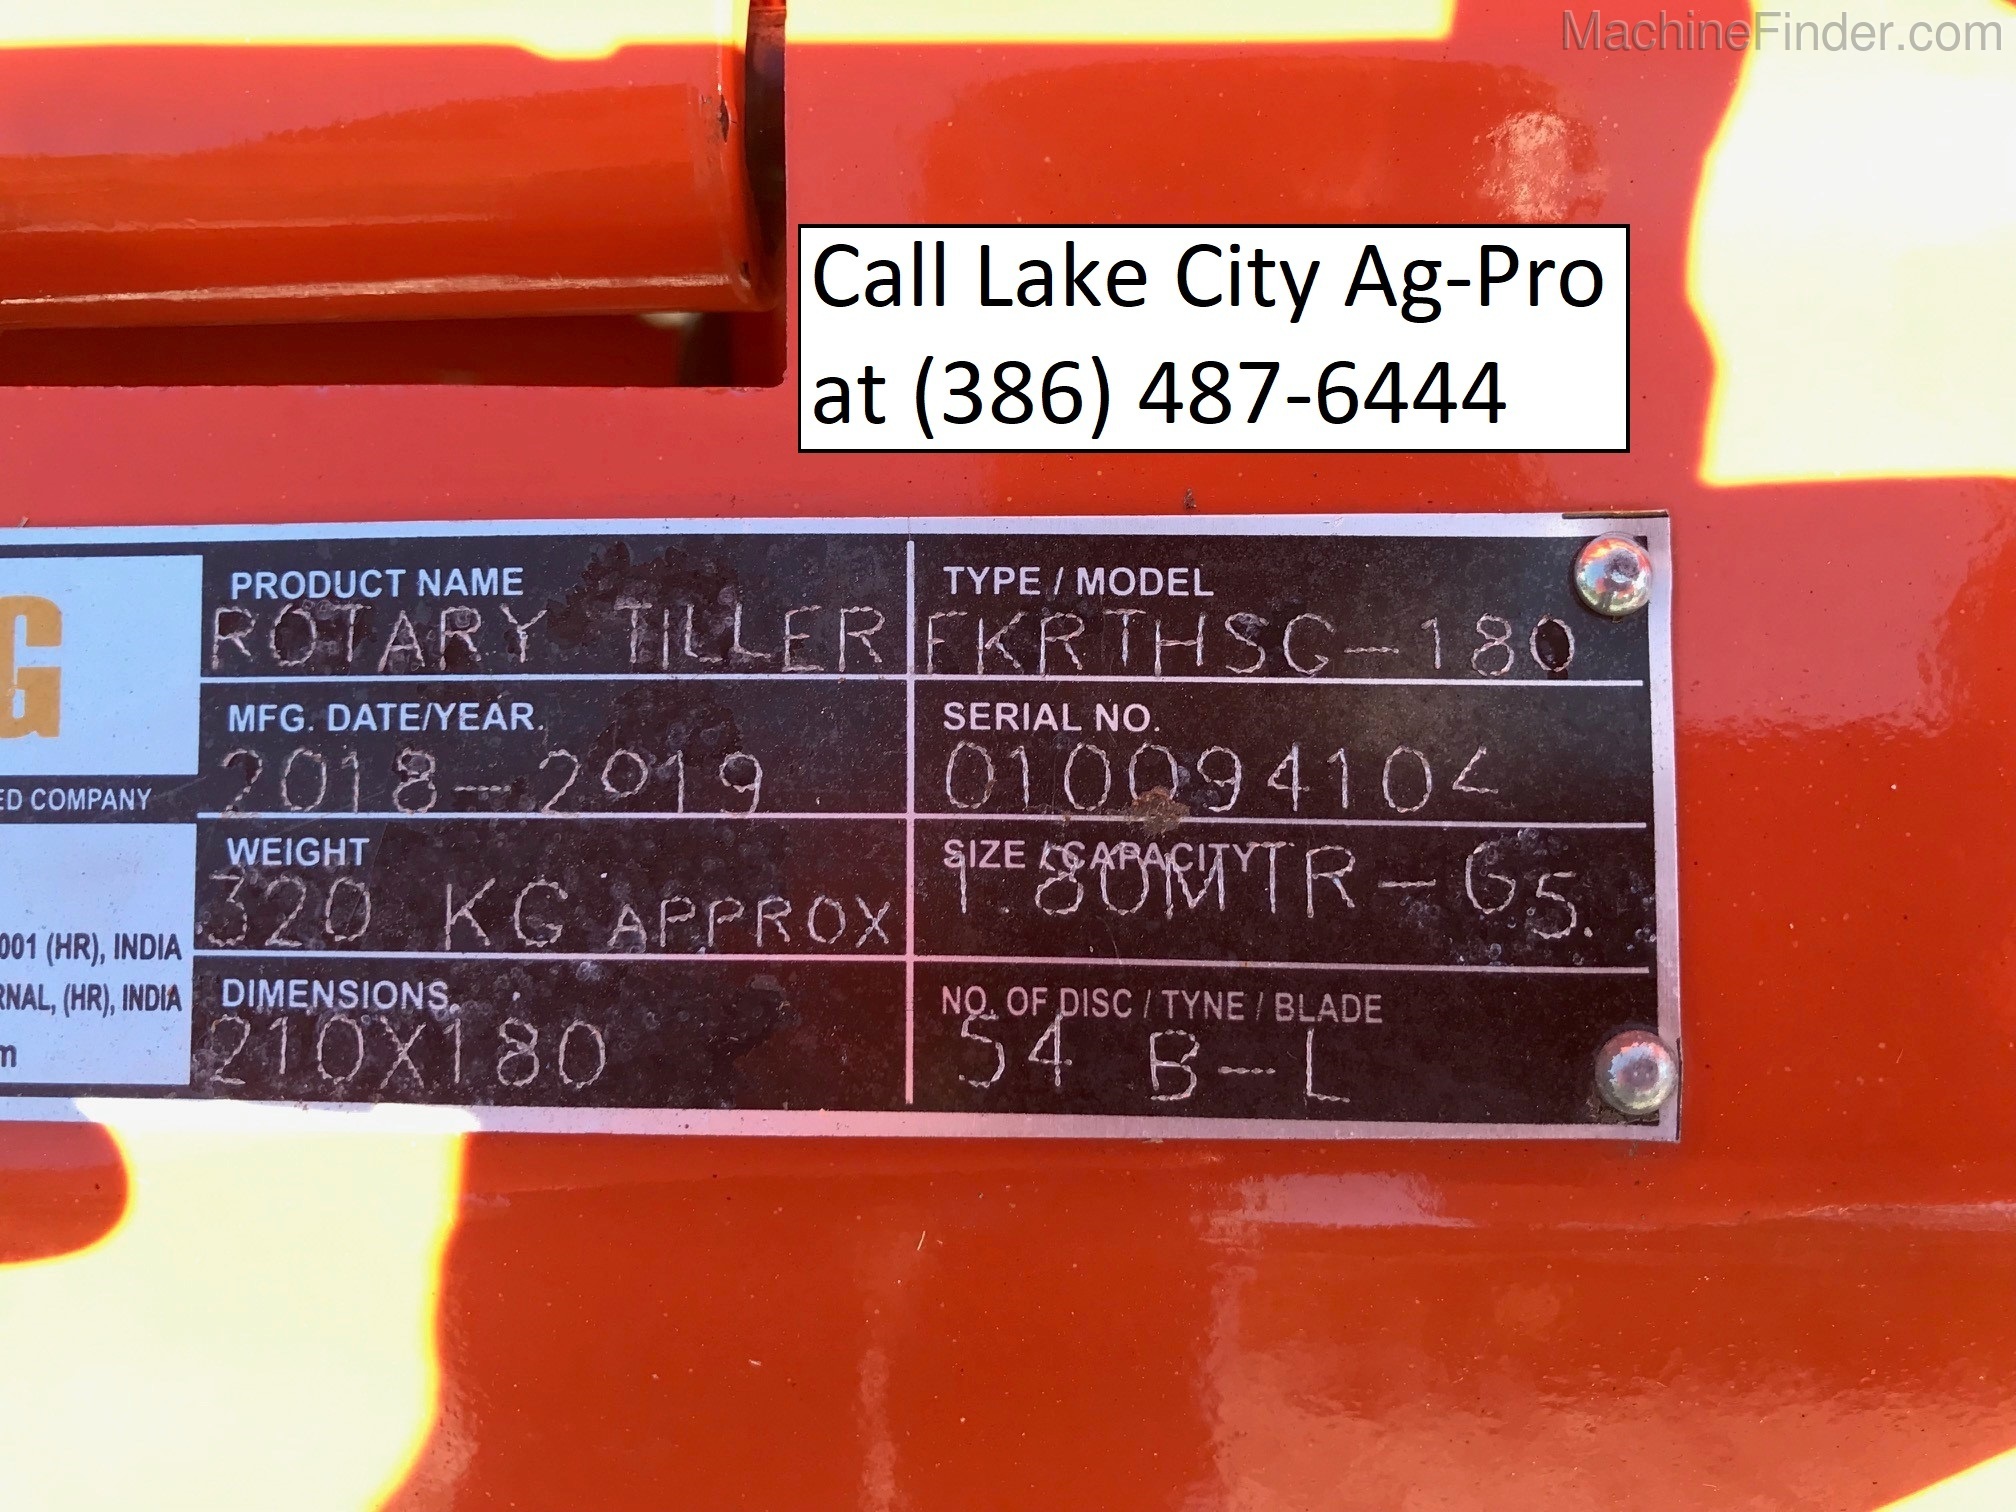 MachineFinder.com
Call Lake City Ag-Pro
at (386) 487-6444
G
ED COMPANY
001 (HR), INDIA
RNAL, (HR), INDIA
m
PRODUCT NAME
ROTARY TILLER
TYPE / MODEL
FKRTHSG-180
MFG. DATE/YEAR.
2018-2019
SERIAL NO.
01009410
WEIGHT
320 KG APPROX
SIZE / CAPACITY
1.80MTR-G5.
DIMENSIONS.
210X180
NO. OF DISC / TYNE / BLADE
54 B-L